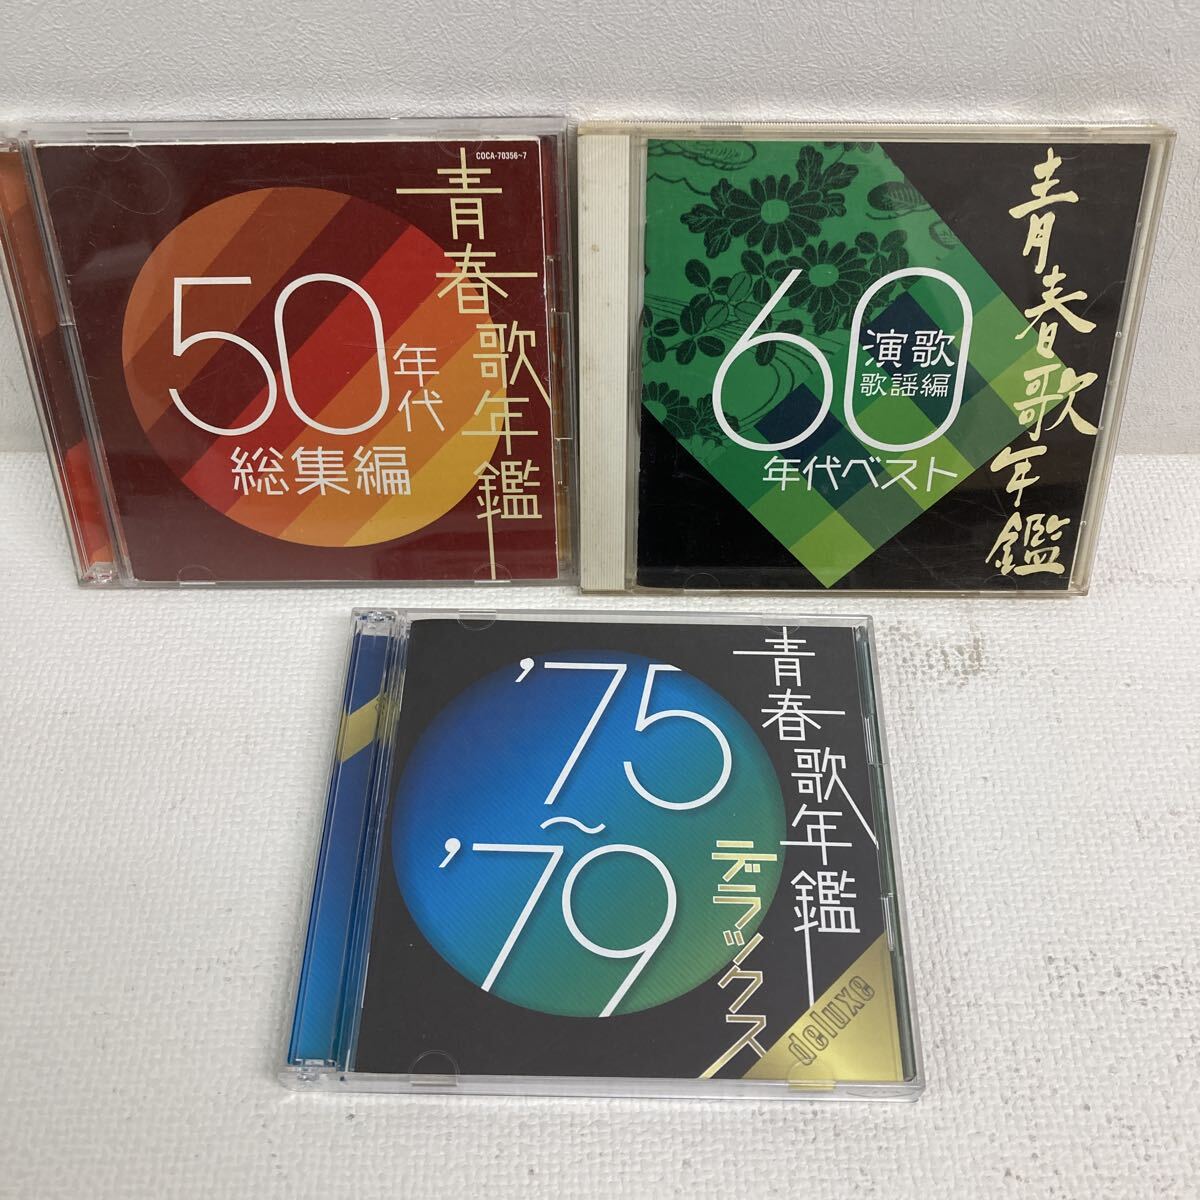 COCA-70356~7
青春歌年鑑
50年代
総集編
青春歌年鑑
60
演歌
歌謡編
年代ベスト
青春歌年鑑
'75
~
'79
デラックス
deluxe